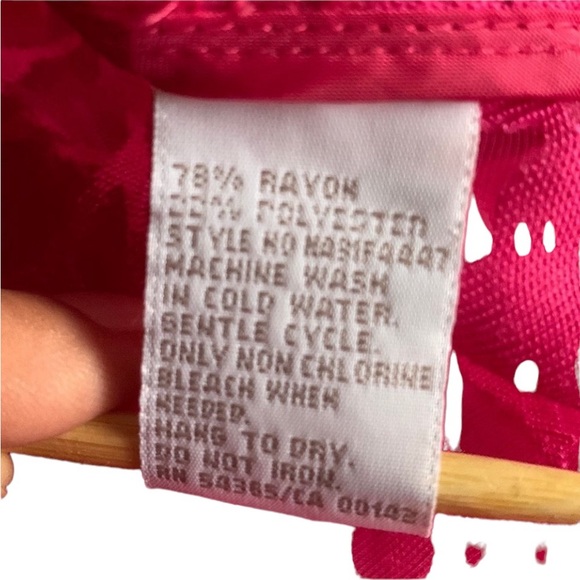 78% RAYON
22% POLYESTER
STYLE NO MA91F4447
MACHINE WASH
IN COLD WATER.
GENTLE CYCLE.
ONLY NON CHLORINE
BLEACH WHEN
NEEDED.
HANG TO DRY.
DO NOT IRON.
RN 54365/CA 00142